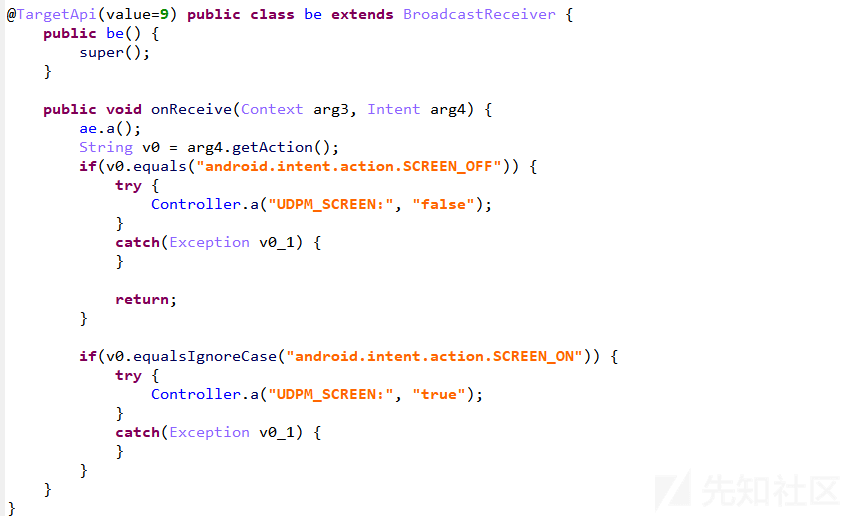 @TargetApi(value=9) public class be extends BroadcastReceiver {
    public be() {
        super();
    }

    public void onReceive(Context arg3, Intent arg4) {
        ae.a();
        String v0 = arg4.getAction();
        if(v0.equals("android.intent.action.SCREEN_OFF")) {
            try {
                Controller.a("UDPM_SCREEN:", "false");
            }
            catch(Exception v0_1) {
            }

            return;
        }

        if(v0.equalsIgnoreCase("android.intent.action.SCREEN_ON")) {
            try {
                Controller.a("UDPM_SCREEN:", "true");
            }
            catch(Exception v0_1) {
            }
        }
    }
}
先知社区